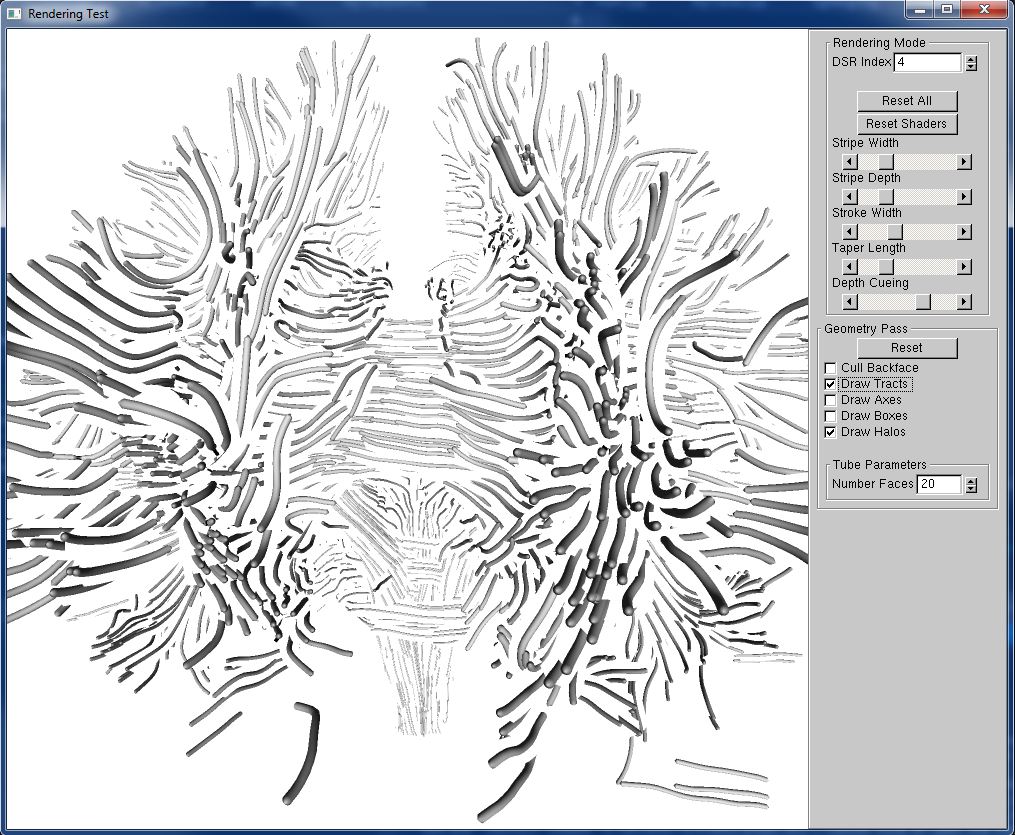 Rendering Test
Rendering Mode
DSR Index 4
Reset All
Reset Shaders
Stripe Width
Stripe Depth
Stroke Width
Taper Length
Depth Cueing
Geometry Pass
Reset
Cull Backface
Draw Tracts
Draw Axes
Draw Boxes
Draw Halos
Tube Parameters
Number Faces 20